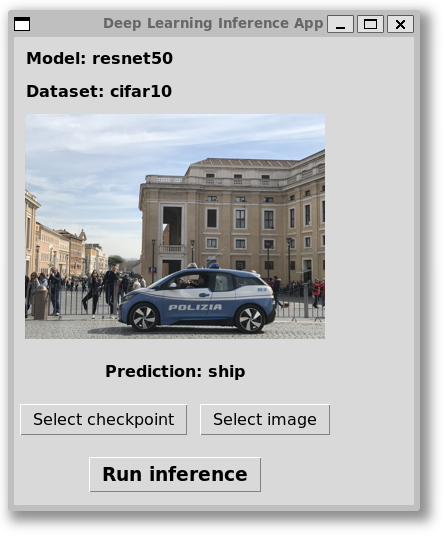 Deep Learning Inference App
Model: resnet50
Dataset: cifar10
POLIZIA
Prediction: ship
Select checkpoint
Select image
Run inference